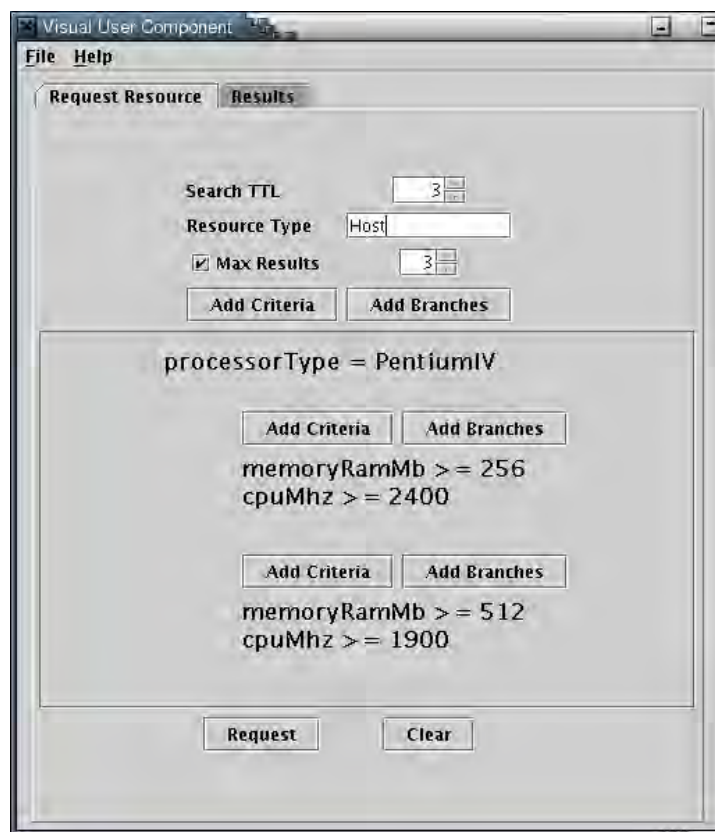 Visual User Component
File Help
Request Resource Results
Search TTL 3
Resource Type Host
Max Results 3
Add Criteria Add Branches
processorType = PentiumIV
Add Criteria Add Branches
memoryRamMb >= 256
cpuMhz >= 2400
Add Criteria Add Branches
memoryRamMb >= 512
cpuMhz >= 1900
Request Clear